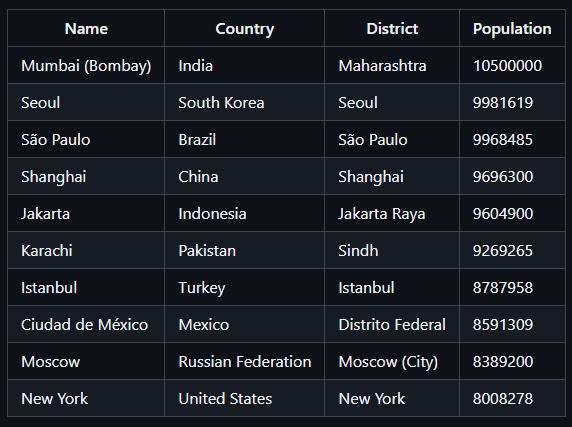 Name Country District Population
Mumbai (Bombay) India Maharashtra 10500000
Seoul South Korea Seoul 9981619
São Paulo Brazil São Paulo 9968485
Shanghai China Shanghai 9696300
Jakarta Indonesia Jakarta Raya 9604900
Karachi Pakistan Sindh 9269265
Istanbul Turkey Istanbul 8787958
Ciudad de México Mexico Distrito Federal 8591309
Moscow Russian Federation Moscow (City) 8389200
New York United States New York 8008278